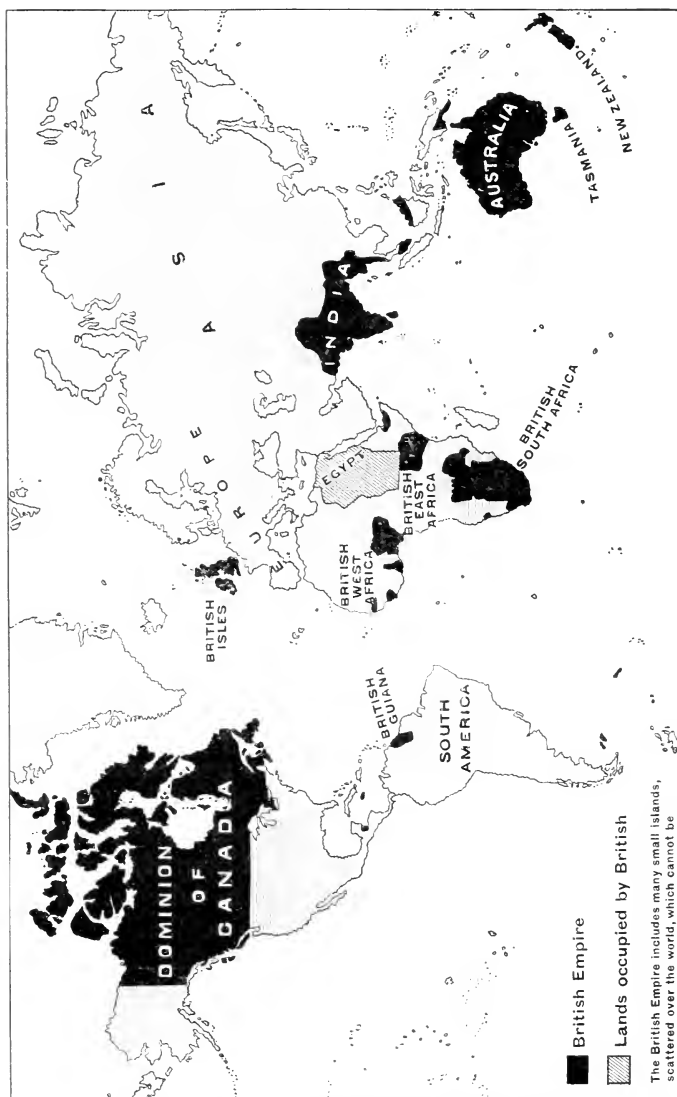 DOMINION
OF
CANADA
BRITISH
ISLES
EUROPE
ASIA
BRITISH
GUIANA
SOUTH
AMERICA
BRITISH
WEST
AFRICA
EGYPT
BRITISH
EAST
AFRICA
BRITISH
SOUTH AFRICA
INDIA
AUSTRALIA
TASMANIA
NEW ZEALAND
British Empire
Lands occupied by British
The British Empire includes many small islands,
scattered over the world, which cannot be